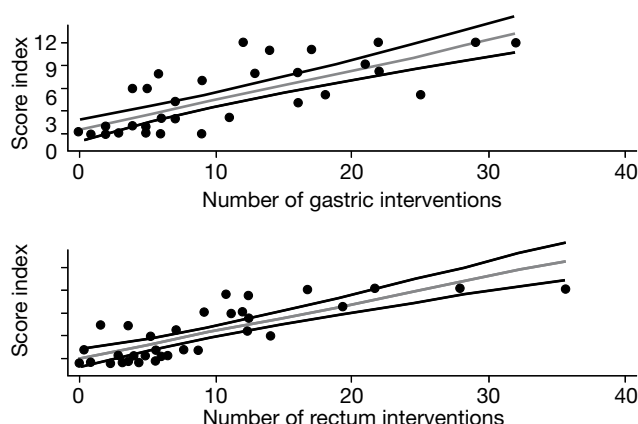 Score index
12
9
6
3
0
0 10 20 30 40
Number of gastric interventions
Score index
0 10 20 30 40
Number of rectum interventions